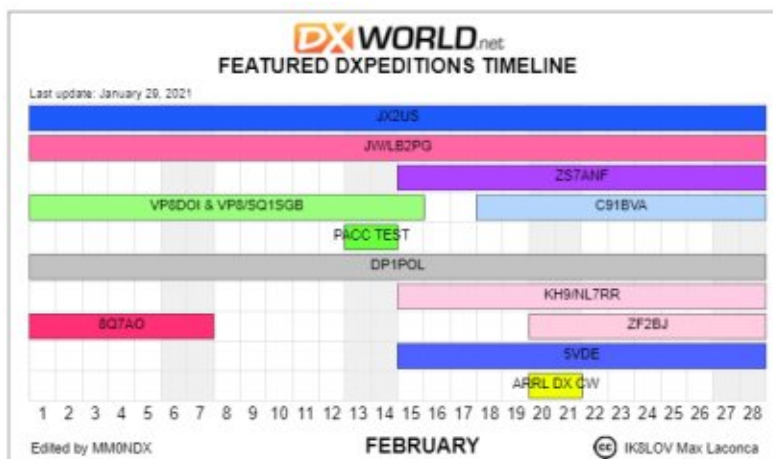 DX WORLD.net
FEATURED DXPEDITIONS TIMELINE
Last update: January 29, 2021
JX2US
JW/LB2PG
ZS7ANF
VP8DOI & VP8/SQ1SGB
C91BVA
PACC TEST
DP1POL
KH9/NL7RR
8Q7AO
ZF2BJ
5VDE
ARRL DX CW
1 2 3 4 5 6 7 8 9 10 11 12 13 14 15 16 17 18 19 20 21 22 23 24 25 26 27 28
Edited by MM0NDX
FEBRUARY
cc IK8LOV Max Laconca